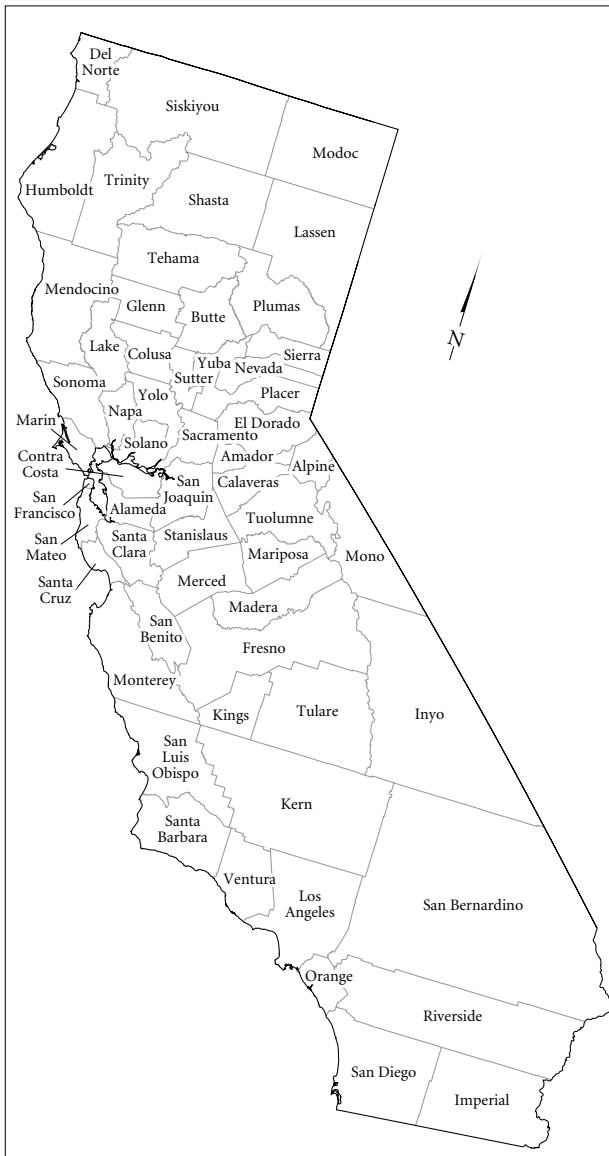 Del
Norte
Siskiyou
Modoc
Humboldt
Trinity
Shasta
Lassen
Tehama
Mendocino
Glenn
Butte
Plumas
Lake
Colusa
Yuba
Sierra
Sutter
Nevada
Sonoma
Yolo
Placer
Napa
Marin
El Dorado
Sacramento
Solano
Contra
Costa
Amador
Alpine
San
Joaquin
Calaveras
San
Francisco
Alameda
Tuolumne
San
Mateo
Santa
Clara
Stanislaus
Mariposa
Mono
Santa
Cruz
Merced
Madera
San
Benito
Fresno
Monterey
Kings
Tulare
Inyo
San
Luis
Obispo
Kern
Santa
Barbara
Ventura
Los
Angeles
San Bernardino
Orange
Riverside
San Diego
Imperial
N